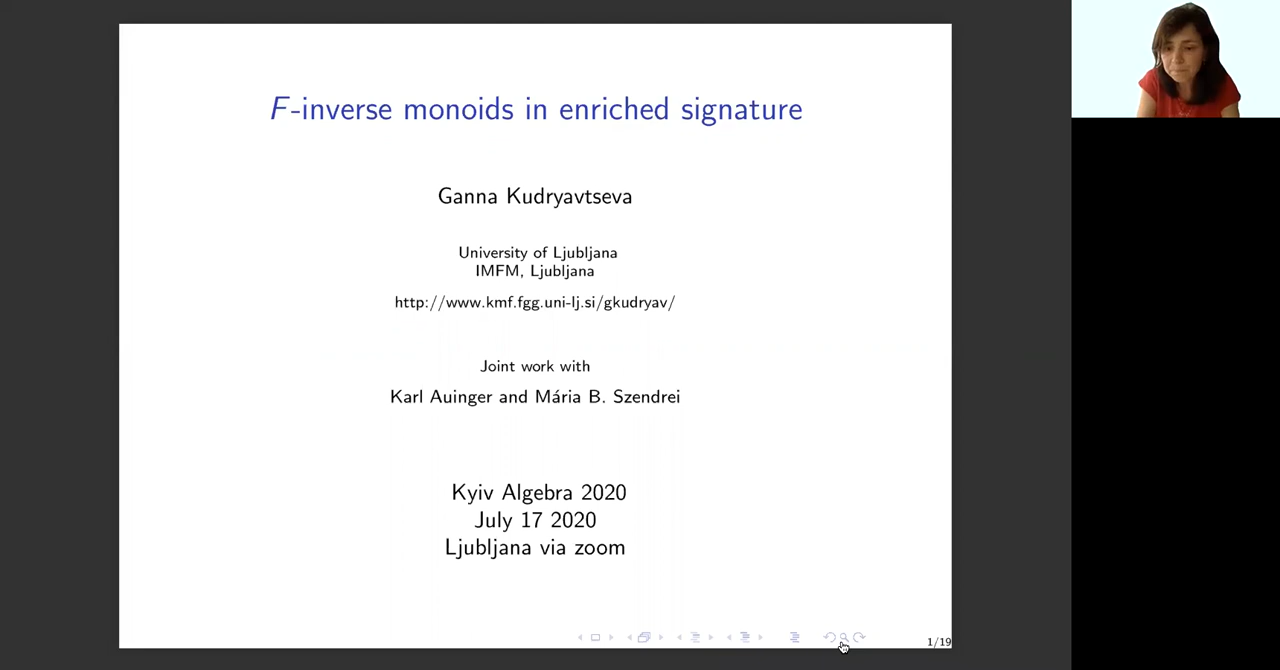 F-inverse monoids in enriched signature
Ganna Kudryavtseva
University of Ljubljana
IMFM, Ljubljana
http://www.kmf.fgg.uni-lj.si/gkudryav/
Joint work with
Karl Auinger and Mária B. Szendrei
Kyiv Algebra 2020
July 17 2020
Ljubljana via zoom
1/19